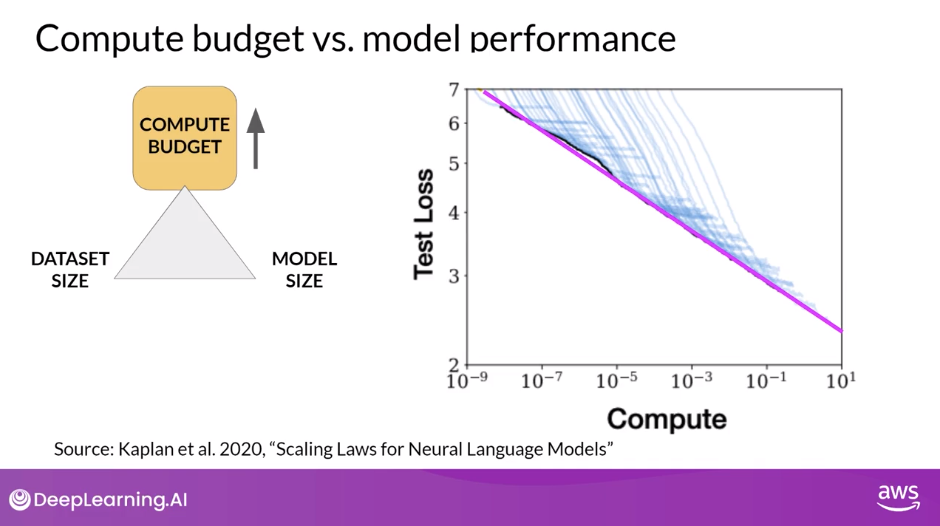 Compute budget vs. model performance
COMPUTE
BUDGET
DATASET
SIZE
MODEL
SIZE
Test Loss
7
6
5
4
3
2
10⁻⁹ 10⁻⁷ 10⁻⁵ 10⁻³ 10⁻¹ 10¹
Compute
Source: Kaplan et al. 2020, “Scaling Laws for Neural Language Models”
DeepLearning.AI
aws